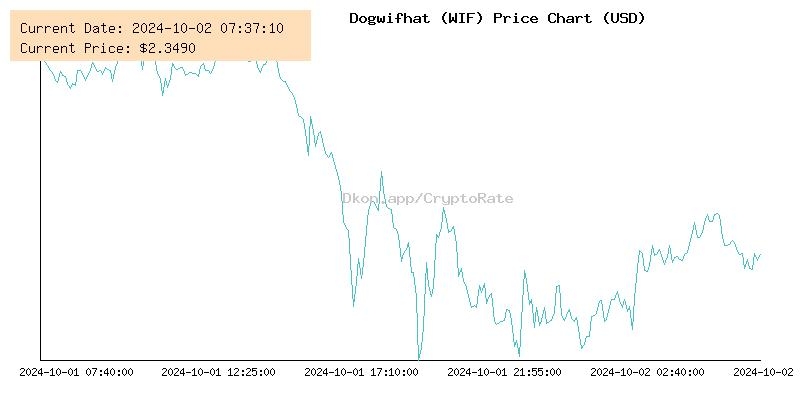 Dogwifhat (WIF) Price Chart (USD)
Current Date: 2024-10-02 07:37:10
Current Price: $2.3490
Dkon.app/CryptoRate
2024-10-01 07:40:00 2024-10-01 12:25:00 2024-10-01 17:10:00 2024-10-01 21:55:00 2024-10-02 02:40:00 2024-10-02